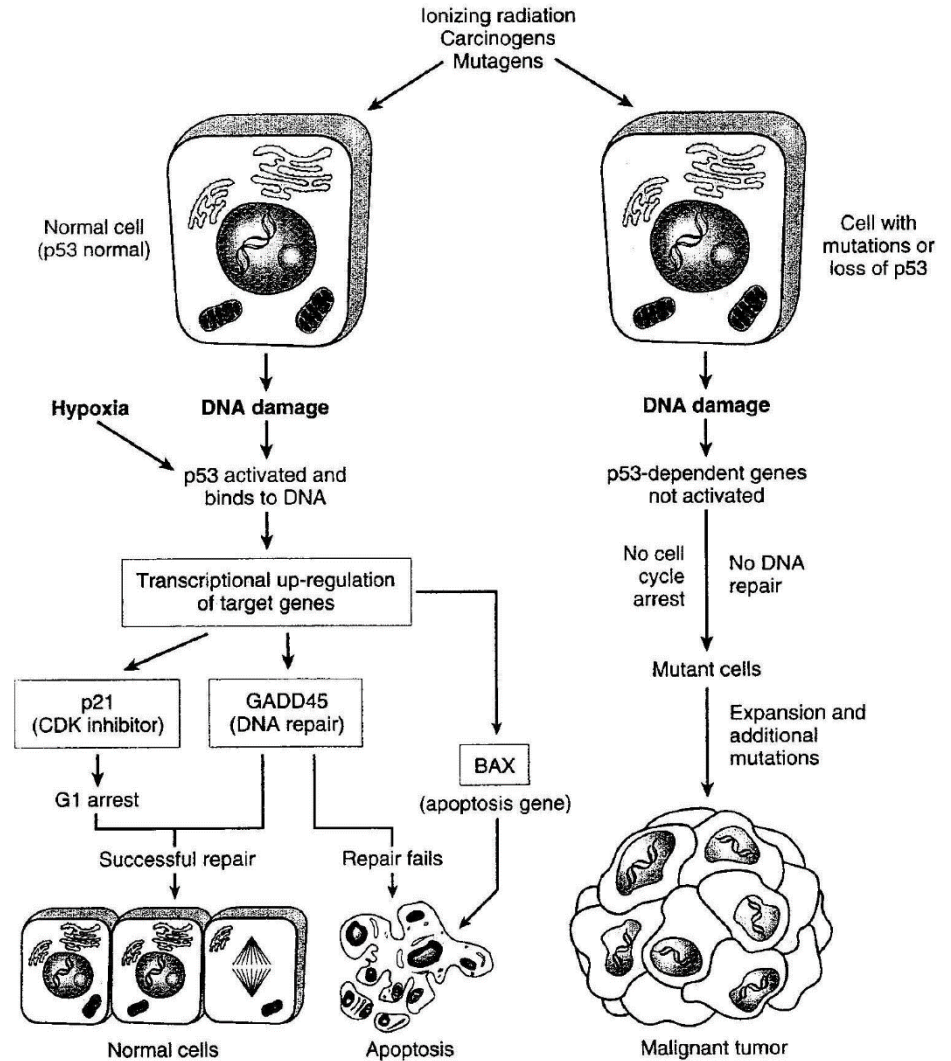 Ionizing radiation
Carcinogens
Mutagens
Normal cell
(p53 normal)
Cell with
mutations or
loss of p53
Hypoxia
DNA damage
DNA damage
p53 activated and
binds to DNA
p53-dependent genes
not activated
Transcriptional up-regulation
of target genes
No cell
cycle
arrest
No DNA
repair
p21
(CDK inhibitor)
GADD45
(DNA repair)
Mutant cells
BAX
(apoptosis gene)
Expansion and
additional
mutations
G1 arrest
Successful repair
Repair fails
Normal cells
Apoptosis
Malignant tumor